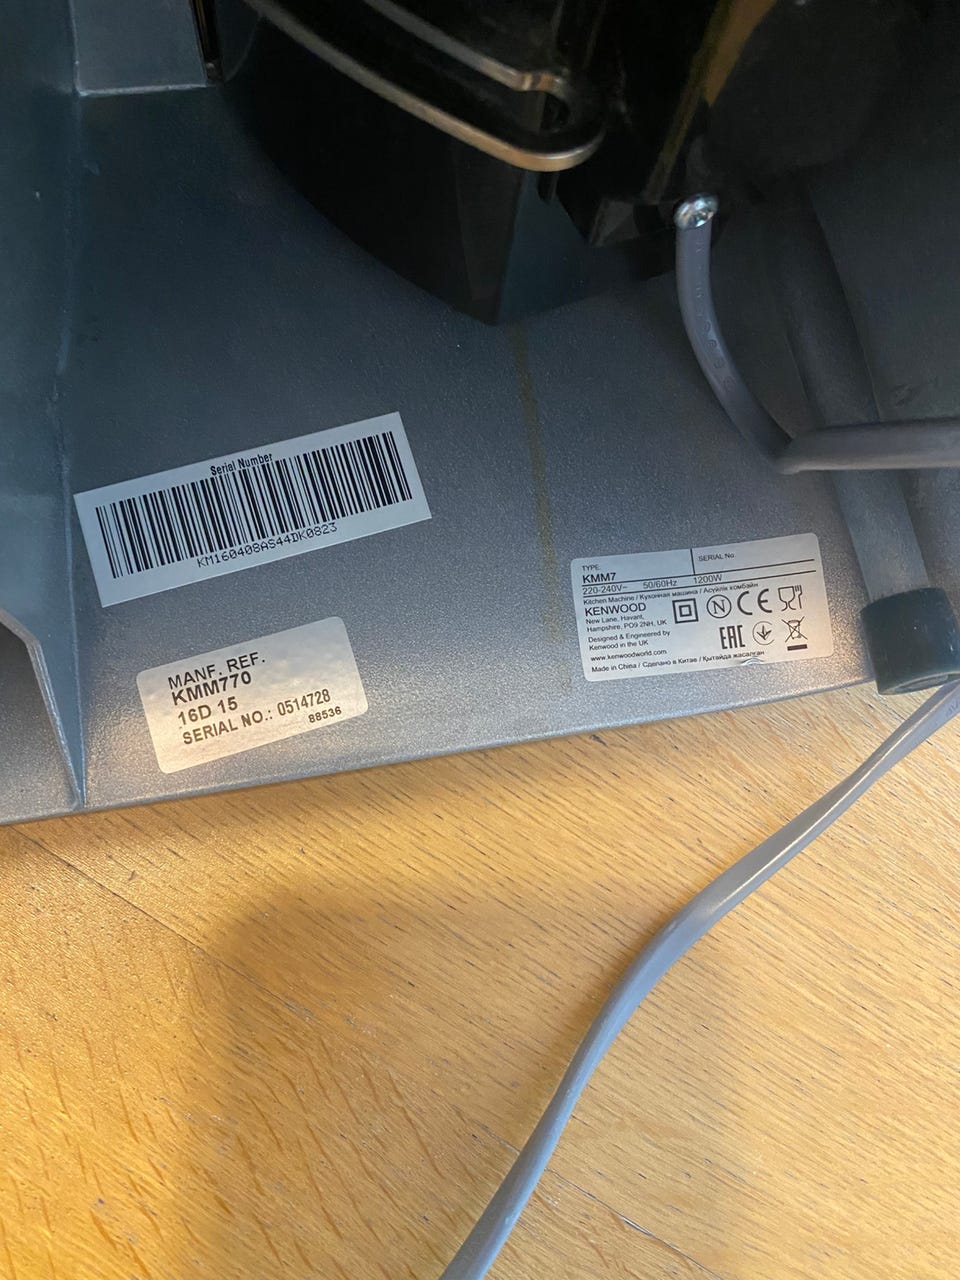 Serial Number
KM160408AS44DK0823
MANF. REF.
KMM770
16D 15
SERIAL NO.: 0514728
88536
TYPE.
KMM7
SERIAL No.
220-240V~ 50/60Hz 1200W
Kitchen Machine / Кухонная машина / Асүйлік комбайн
KENWOOD
New Lane, Havant,
Hampshire, PO9 2NH, UK
Designed & Engineered by
Kenwood in the UK
www.kenwoodworld.com
Made in China / Сделано в Китае / Қытайда жасалған
N
CE
EAC